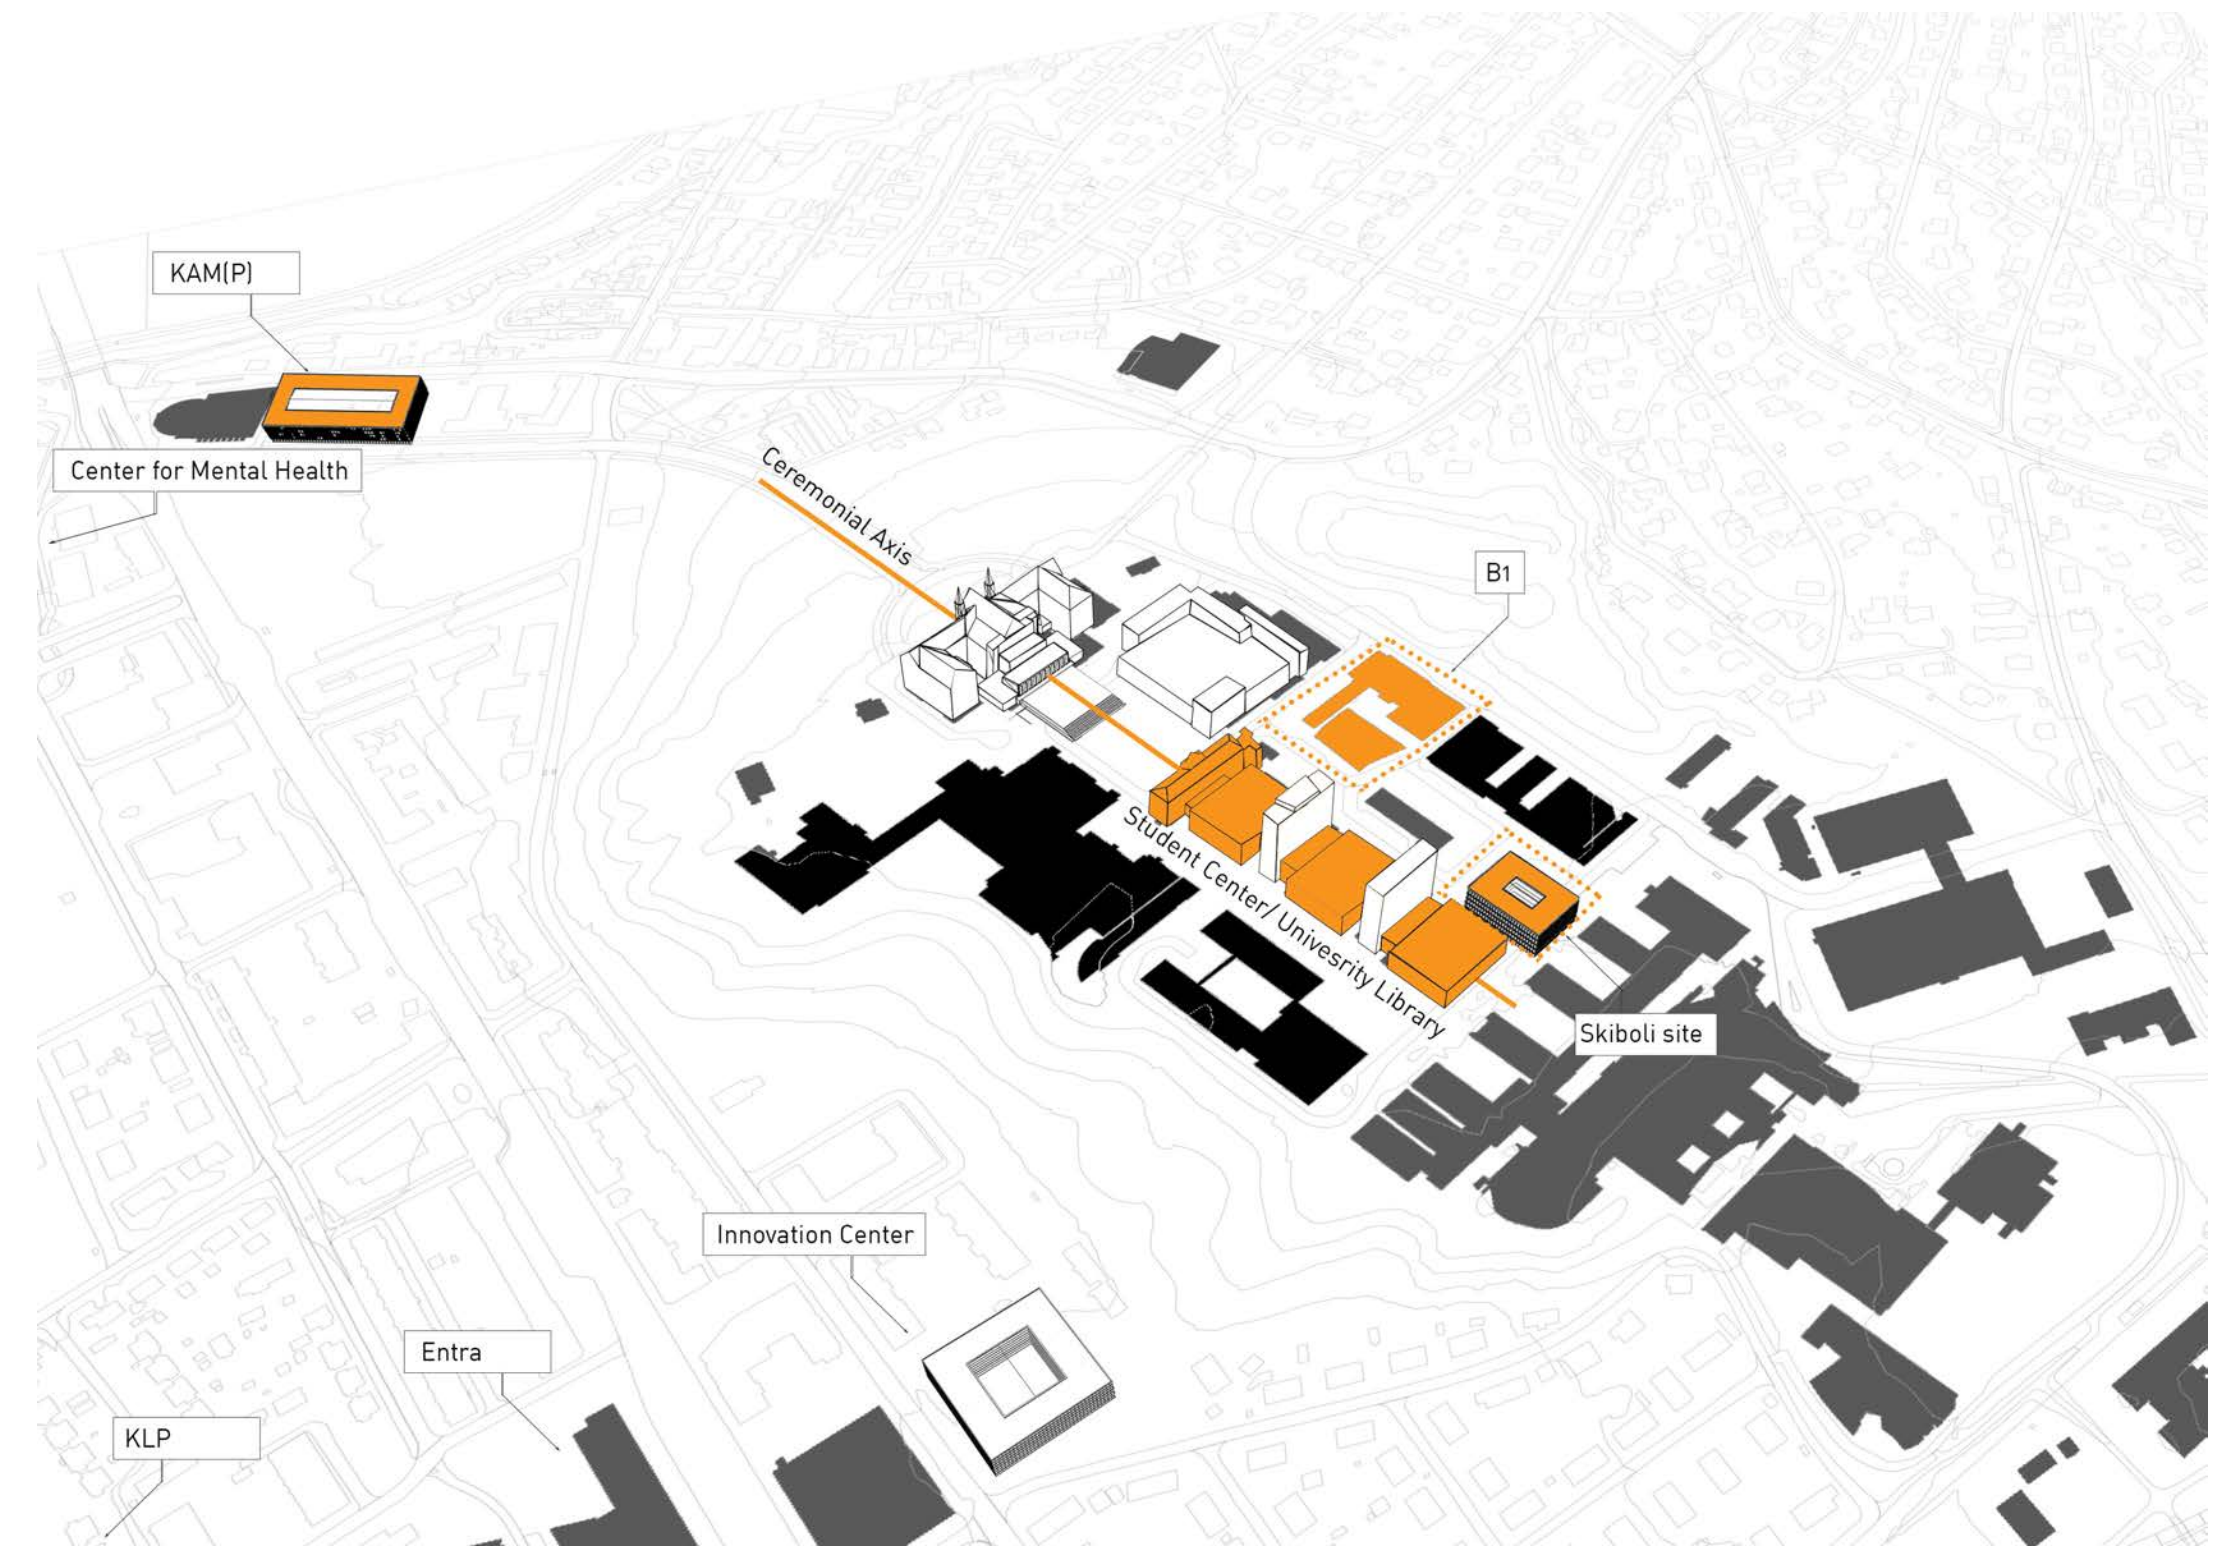 KAM(P)
Center for Mental Health
Ceremonial Axis
B1
Student Center/ Univesrity Library
Skiboli site
Innovation Center
Entra
KLP